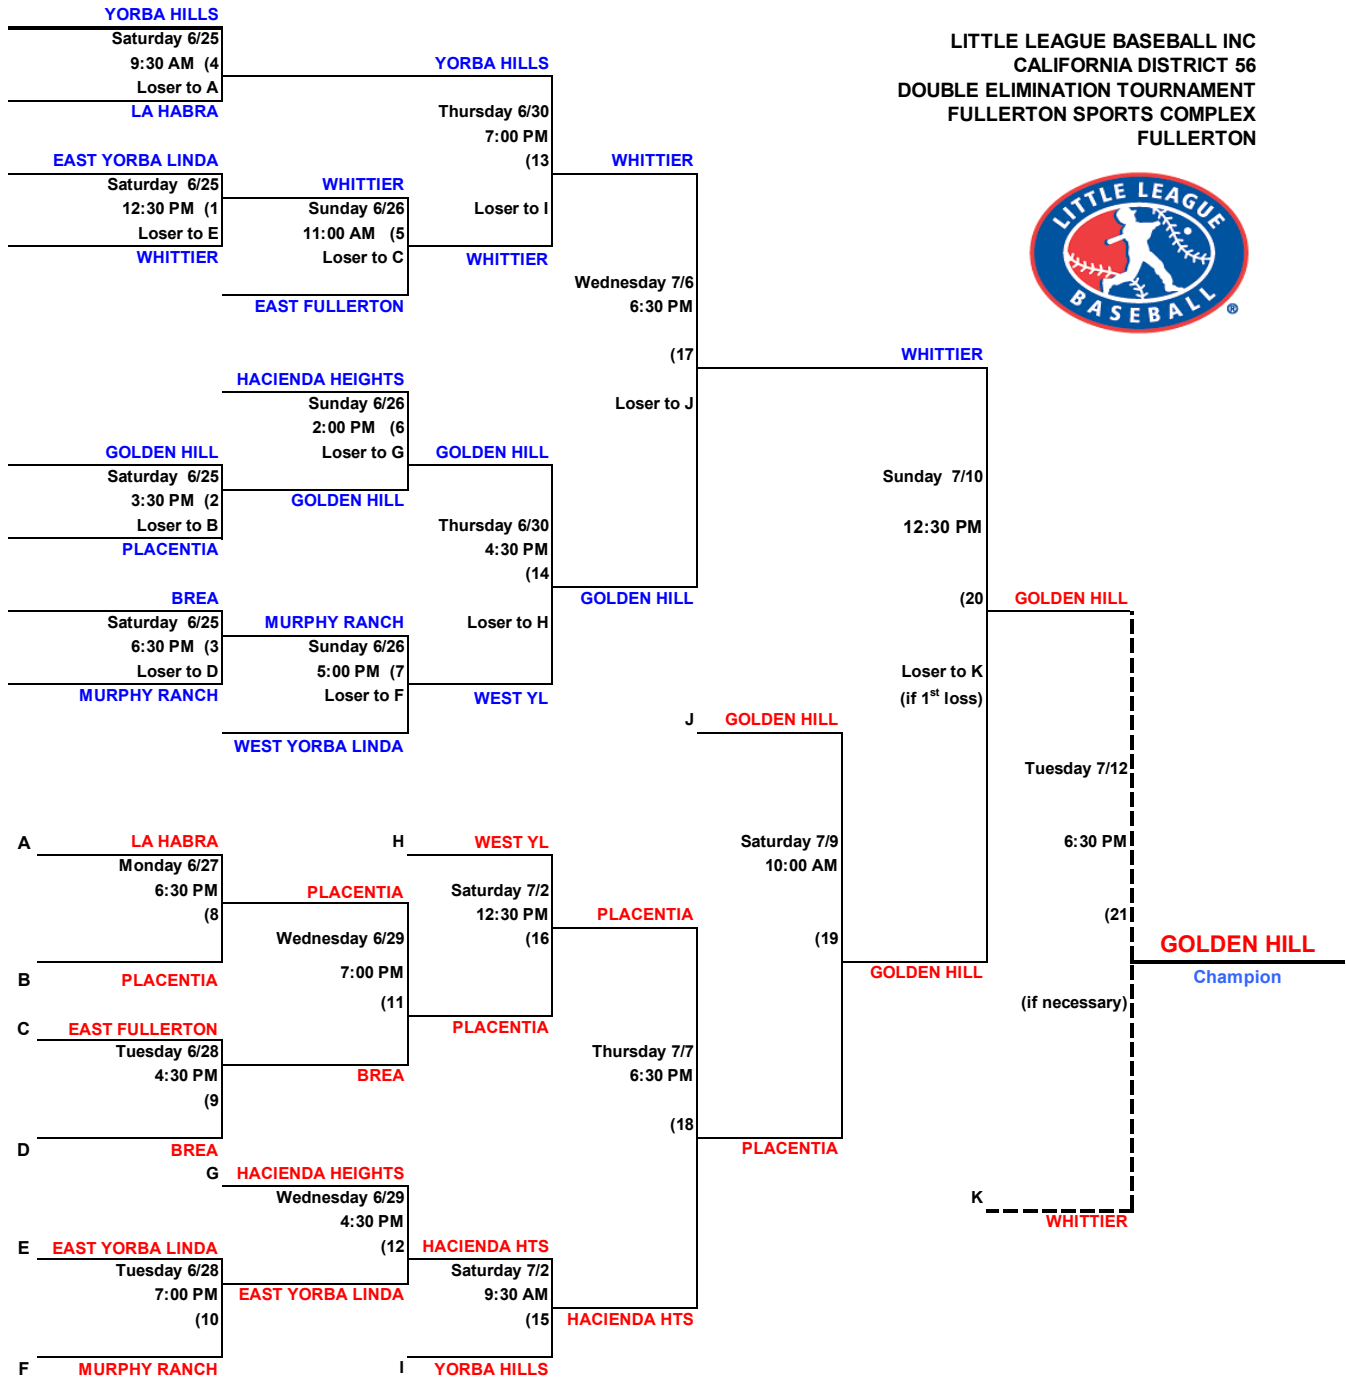 YORBA HILLS
Saturday 6/25
9:30 AM (4
Loser to A
LA HABRA
YORBA HILLS
Thursday 6/30
7:00 PM
(13
Loser to I
WHITTIER
LITTLE LEAGUE BASEBALL INC
CALIFORNIA DISTRICT 56
DOUBLE ELIMINATION TOURNAMENT
FULLERTON SPORTS COMPLEX
FULLERTON
LITTLE LEAGUE
BASEBALL
®
EAST YORBA LINDA
Saturday 6/25
12:30 PM (1
Loser to E
WHITTIER
WHITTIER
Sunday 6/26
11:00 AM (5
Loser to C
EAST FULLERTON
WHITTIER
Wednesday 7/6
6:30 PM
(17
Loser to J
WHITTIER
HACIENDA HEIGHTS
Sunday 6/26
2:00 PM (6
Loser to G
GOLDEN HILL
GOLDEN HILL
Saturday 6/25
3:30 PM (2
Loser to B
PLACENTIA
GOLDEN HILL
Thursday 6/30
4:30 PM
(14
Loser to H
GOLDEN HILL
Sunday 7/10
12:30 PM
(20
Loser to K
(if 1st loss)
GOLDEN HILL
BREA
Saturday 6/25
6:30 PM (3
Loser to D
MURPHY RANCH
MURPHY RANCH
Sunday 6/26
5:00 PM (7
Loser to F
WEST YORBA LINDA
WEST YL
J
GOLDEN HILL
Saturday 7/9
10:00 AM
(19
GOLDEN HILL
Tuesday 7/12
6:30 PM
(21
(if necessary)
GOLDEN HILL
Champion
A
LA HABRA
Monday 6/27
6:30 PM
(8
B
PLACENTIA
PLACENTIA
Wednesday 6/29
7:00 PM
(11
BREA
H
WEST YL
Saturday 7/2
12:30 PM
(16
PLACENTIA
PLACENTIA
C
EAST FULLERTON
Tuesday 6/28
4:30 PM
(9
D
BREA
Thursday 7/7
6:30 PM
(18
PLACENTIA
G
HACIENDA HEIGHTS
Wednesday 6/29
4:30 PM
(12
EAST YORBA LINDA
K
WHITTIER
E
EAST YORBA LINDA
Tuesday 6/28
7:00 PM
(10
F
MURPHY RANCH
HACIENDA HTS
Saturday 7/2
9:30 AM
(15
HACIENDA HTS
I
YORBA HILLS